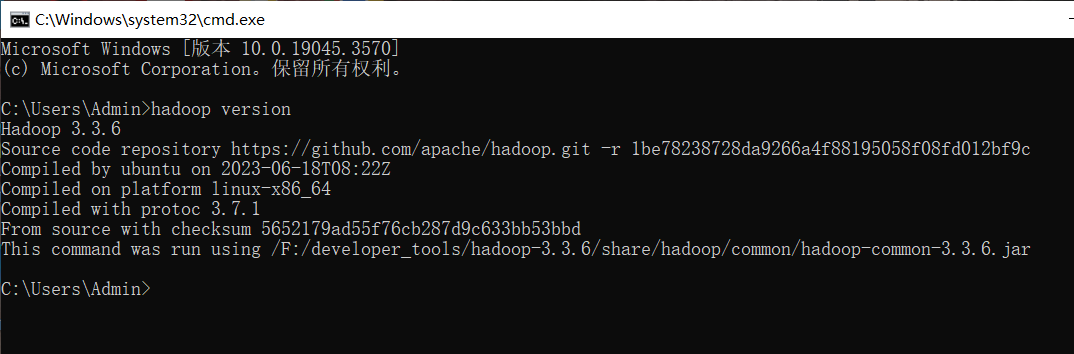 C:\Windows\system32\cmd.exe
Microsoft Windows [版本 10.0.19045.3570]
(c) Microsoft Corporation。保留所有权利。
C:\Users\Admin>hadoop version
Hadoop 3.3.6
Source code repository https://github.com/apache/hadoop.git -r 1be78238728da9266a4f88195058f08fd012bf9c
Compiled by ubuntu on 2023-06-18T08:22Z
Compiled on platform linux-x86_64
Compiled with protoc 3.7.1
From source with checksum 5652179ad55f76cb287d9c633bb53bbd
This command was run using /F:/developer_tools/hadoop-3.3.6/share/hadoop/common/hadoop-common-3.3.6.jar
C:\Users\Admin>